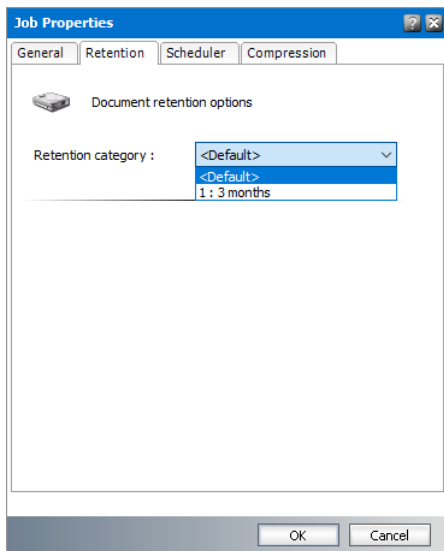 Job Properties
General Retention Scheduler Compression
Document retention options
Retention category : <Default>
<Default>
1 : 3 months
OK Cancel